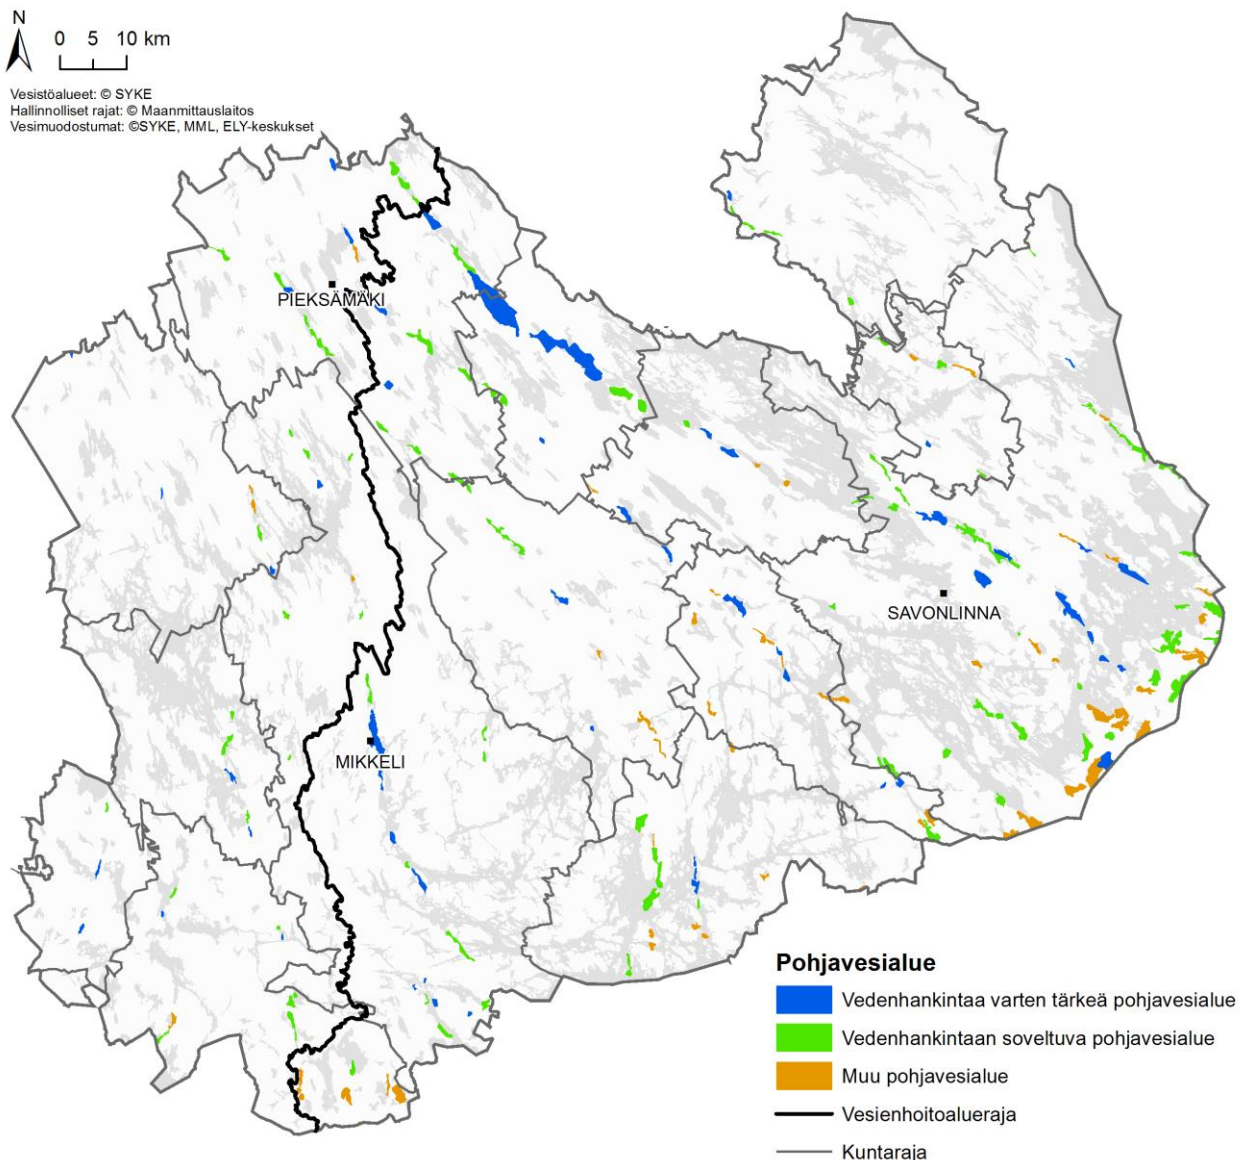 N
0 5 10 km
Vesistöalueet: © SYKE
Hallinnolliset rajat: © Maanmittauslaitos
Vesimuodostumat: ©SYKE, MML, ELY-keskukset
PIEKSÄMÄKI
SAVONLINNA
MIKKELI
Pohjavesialue
Vedenhankintaa varten tärkeä pohjavesialue
Vedenhankintaan soveltuva pohjavesialue
Muu pohjavesialue
Vesienhoitoalueraja
Kuntaraja